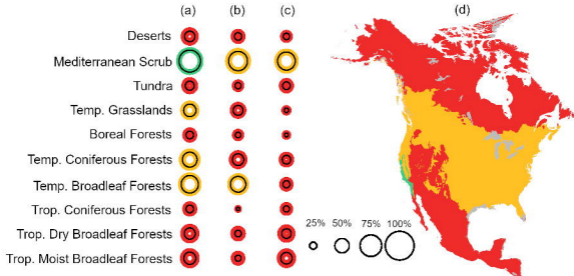 (a) (b) (c) (d)
Deserts
Mediterranean Scrub
Tundra
Temp. Grasslands
Boreal Forests
Temp. Coniferous Forests
Temp. Broadleaf Forests
Trop. Coniferous Forests
Trop. Dry Broadleaf Forests
Trop. Moist Broadleaf Forests
25% 50% 75% 100%